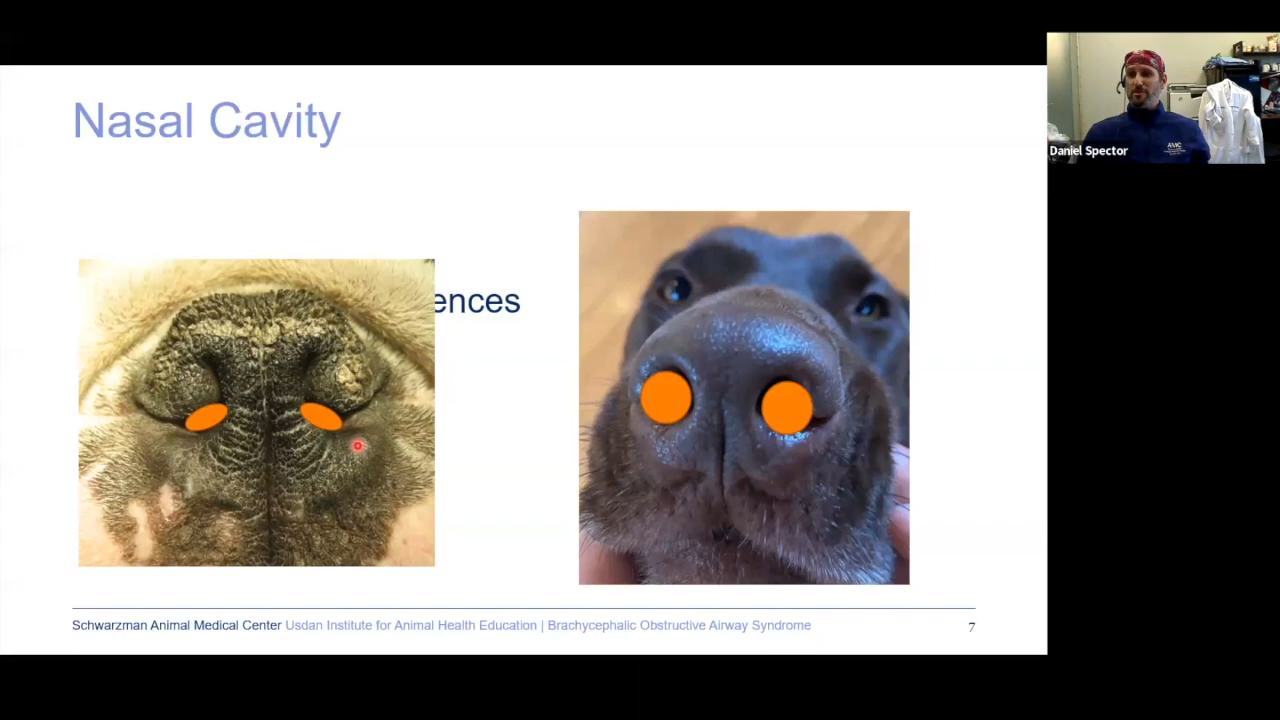 Nasal Cavity
ences
Schwarzman Animal Medical Center Usdan Institute for Animal Health Education | Brachycephalic Obstructive Airway Syndrome
7
Daniel Spector
AMC